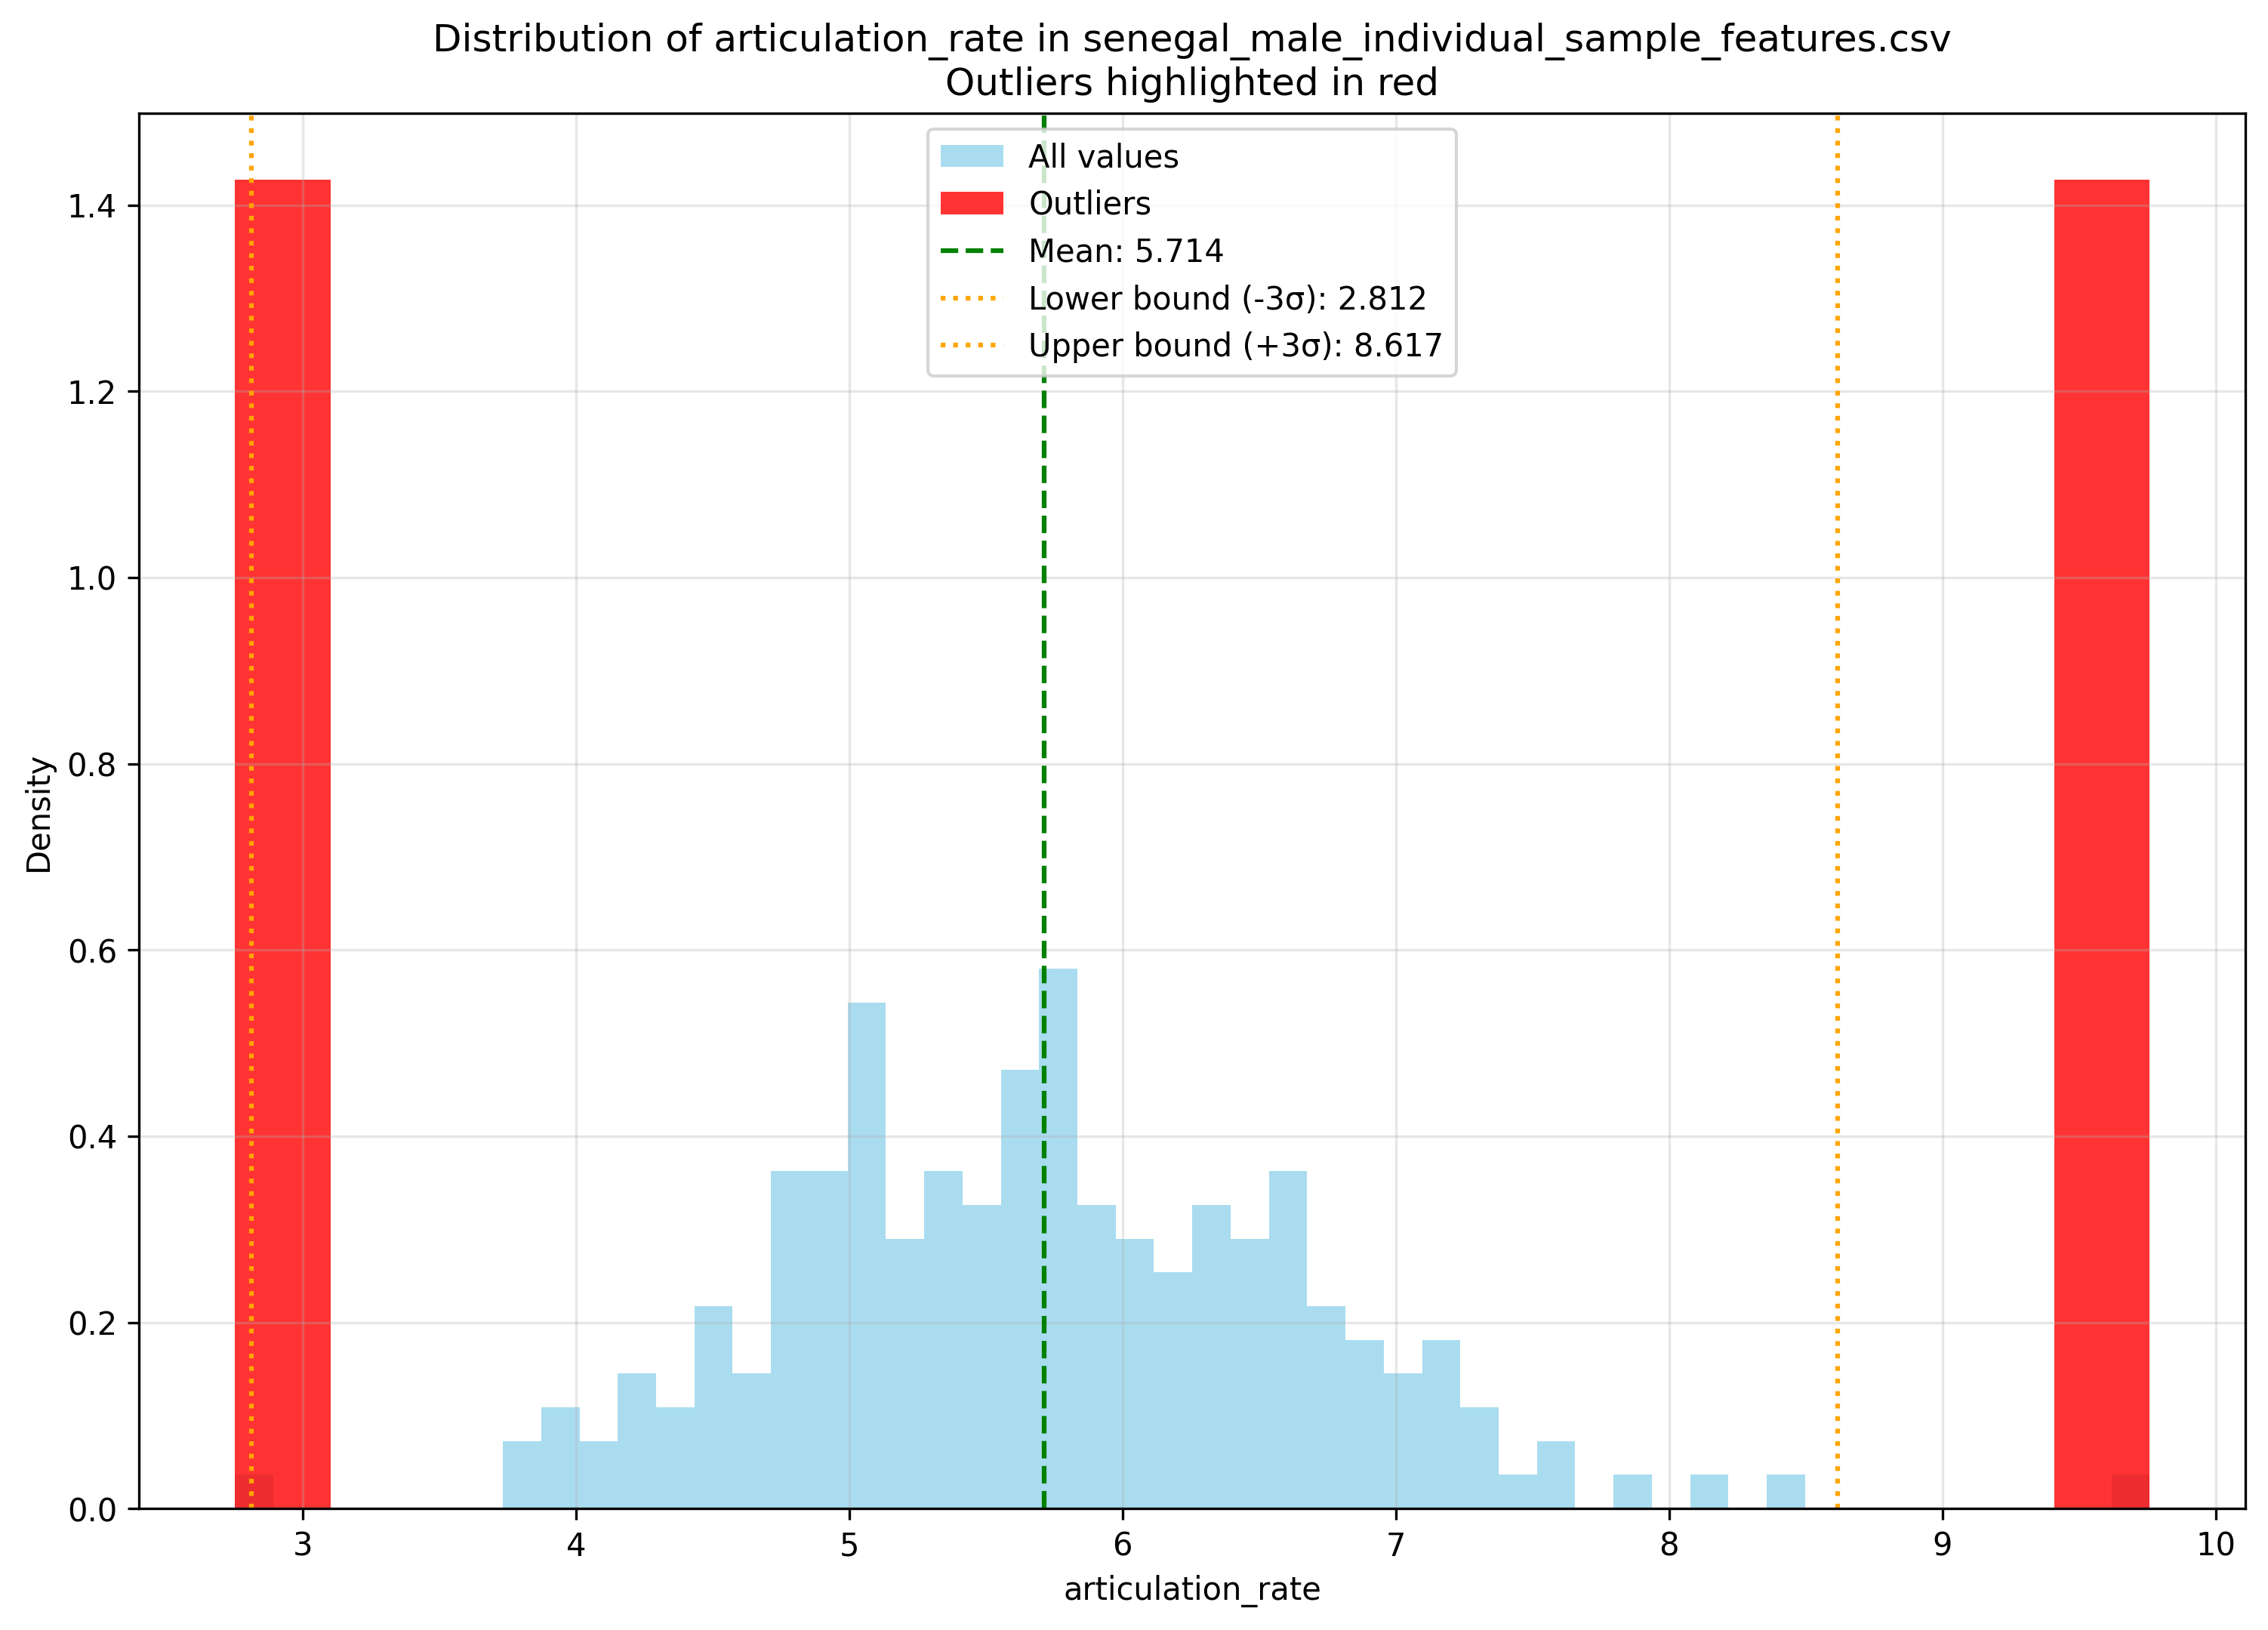 Distribution of articulation_rate in senegal_male_individual_sample_features.csv
Outliers highlighted in red
All values
Outliers
Mean: 5.714
Lower bound (-3σ): 2.812
Upper bound (+3σ): 8.617
Density
1.4
1.2
1.0
0.8
0.6
0.4
0.2
0.0
3 4 5 6 7 8 9 10
articulation_rate